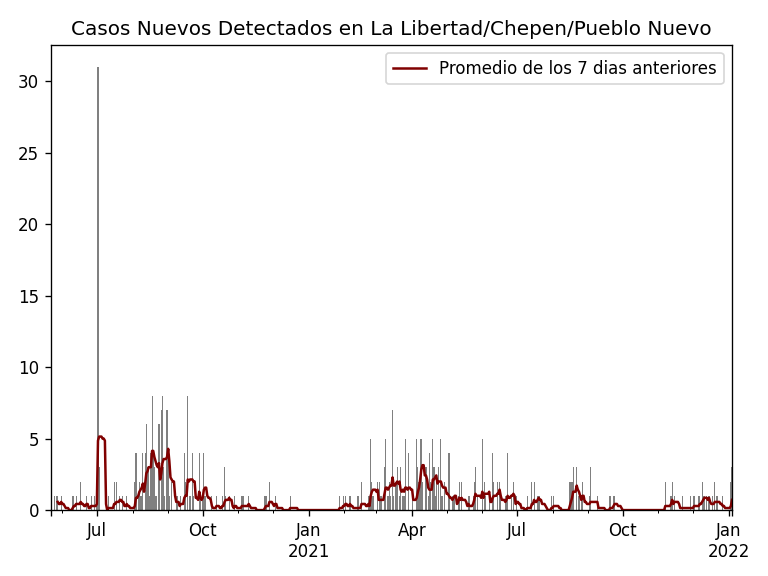 Casos Nuevos Detectados en La Libertad/Chepen/Pueblo Nuevo
Promedio de los 7 dias anteriores
30
25
20
15
10
5
0
Jul Oct Jan Apr Jul Oct Jan
2021 2022